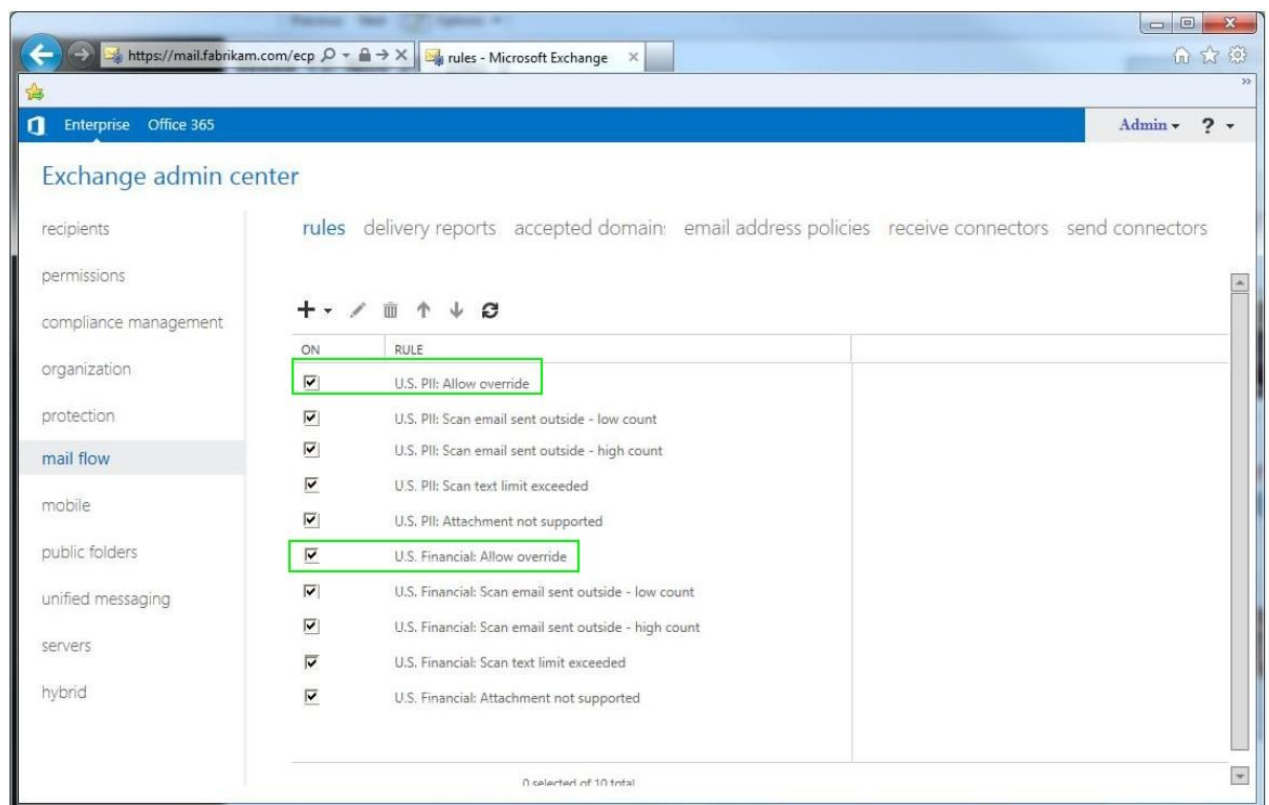 https://mail.fabrikam.com/ecp
rules - Microsoft Exchange
Enterprise Office 365
Admin ?
Exchange admin center
recipients
permissions
compliance management
organization
protection
mail flow
mobile
public folders
unified messaging
servers
hybrid
rules delivery reports accepted domain: email address policies receive connectors send connectors
ON RULE
U.S. PII: Allow override
U.S. PII: Scan email sent outside - low count
U.S. PII: Scan email sent outside - high count
U.S. PII: Scan text limit exceeded
U.S. PII: Attachment not supported
U.S. Financial: Allow override
U.S. Financial: Scan email sent outside - low count
U.S. Financial: Scan email sent outside - high count
U.S. Financial: Scan text limit exceeded
U.S. Financial: Attachment not supported
0 selected of 10 total